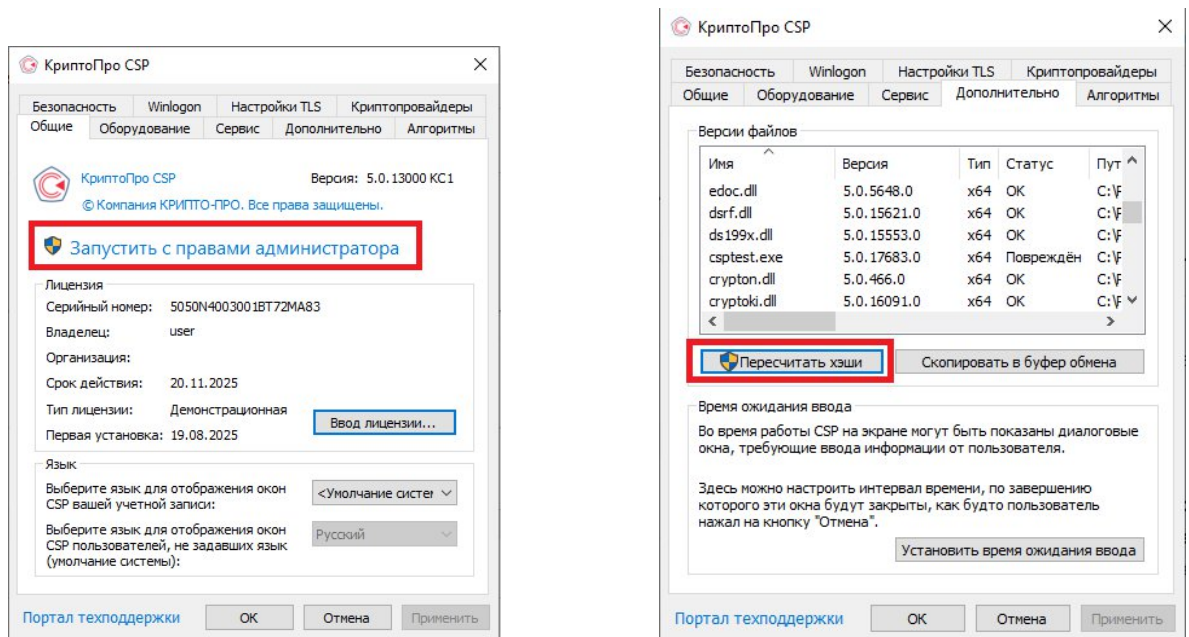 КриптоПро CSP
Безопасность Winlogon Настройки TLS Криптопровайдеры
Общие Оборудование Сервис Дополнительно Алгоритмы
КриптоПро CSP Версия: 5.0.13000 КС1
© Компания КРИПТО-ПРО. Все права защищены.
Запустить с правами администратора
Лицензия
Серийный номер: 5050N4003001BT72MA83
Владелец: user
Организация:
Срок действия: 20.11.2025
Тип лицензии: Демонстрационная
Первая установка: 19.08.2025
Ввод лицензии...
Язык
Выберите язык для отображения окон
CSP вашей учетной записи:
<Умолчание систег
Выберите язык для отображения окон
CSP пользователей, не задавших язык
(умолчание системы):
Русский
Портал техподдержки ОК Отмена Применить
КриптоПро CSP
Безопасность Winlogon Настройки TLS Криптопровайдеры
Общие Оборудование Сервис Дополнительно Алгоритмы
Версии файлов
Имя Версия Тип Статус Пут
edoc.dll 5.0.5648.0 x64 OK C:\F
dsrf.dll 5.0.15621.0 x64 OK C:\F
ds199x.dll 5.0.15553.0 x64 OK C:\F
csptest.exe 5.0.17683.0 x64 Повреждён C:\F
crypton.dll 5.0.466.0 x64 OK C:\F
cryptoki.dll 5.0.16091.0 x64 OK C:\F
Пересчитать хэши Скопировать в буфер обмена
Время ожидания ввода
Во время работы CSP на экране могут быть показаны диалоговые
окна, требующие ввода информации от пользователя.
Здесь можно настроить интервал времени, по завершению
которого эти окна будут закрыты, как будто пользователь
нажал на кнопку "Отмена".
Установить время ожидания ввода
Портал техподдержки ОК Отмена Применить